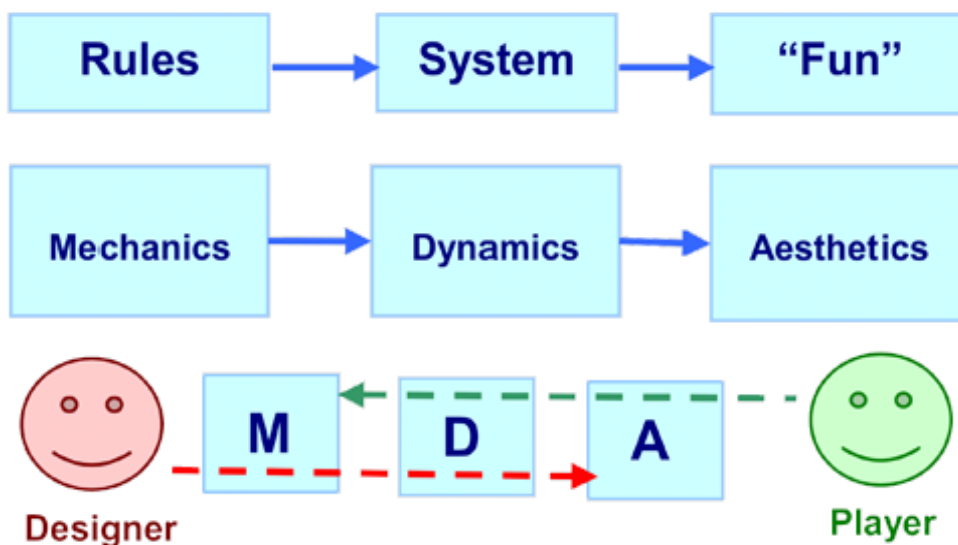 Rules
System
“Fun”
Mechanics
Dynamics
Aesthetics
M
D
A
Designer
Player